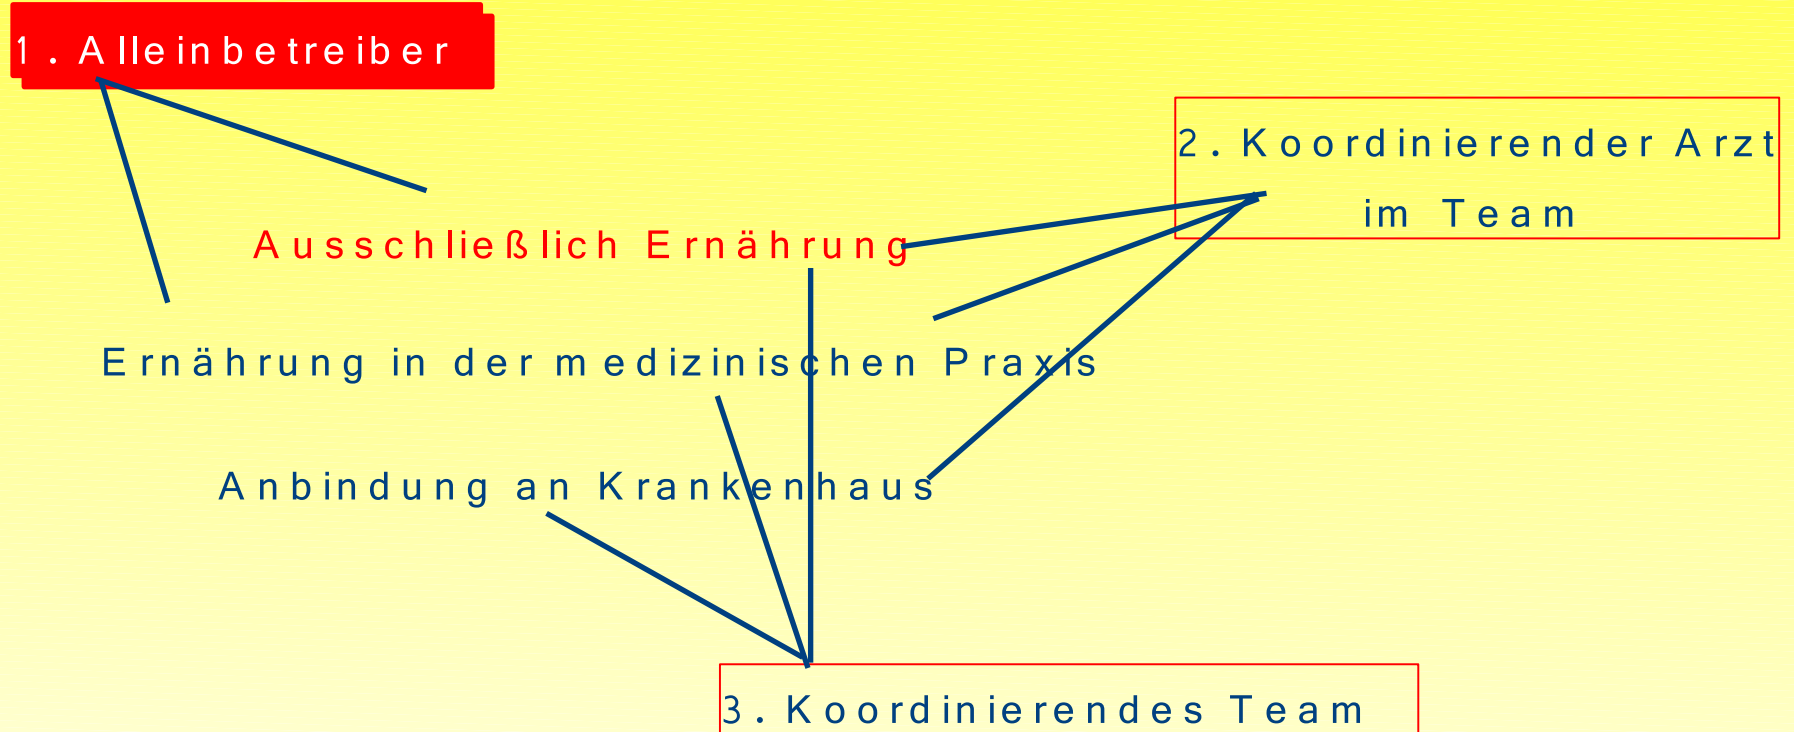 1. Alleinbetreiber
2. Koordinierender Arzt
im Team
Ausschließlich Ernährung
Ernährung in der medizinischen Praxis
Anbindung an Krankenhaus
3. Koordinierendes Team